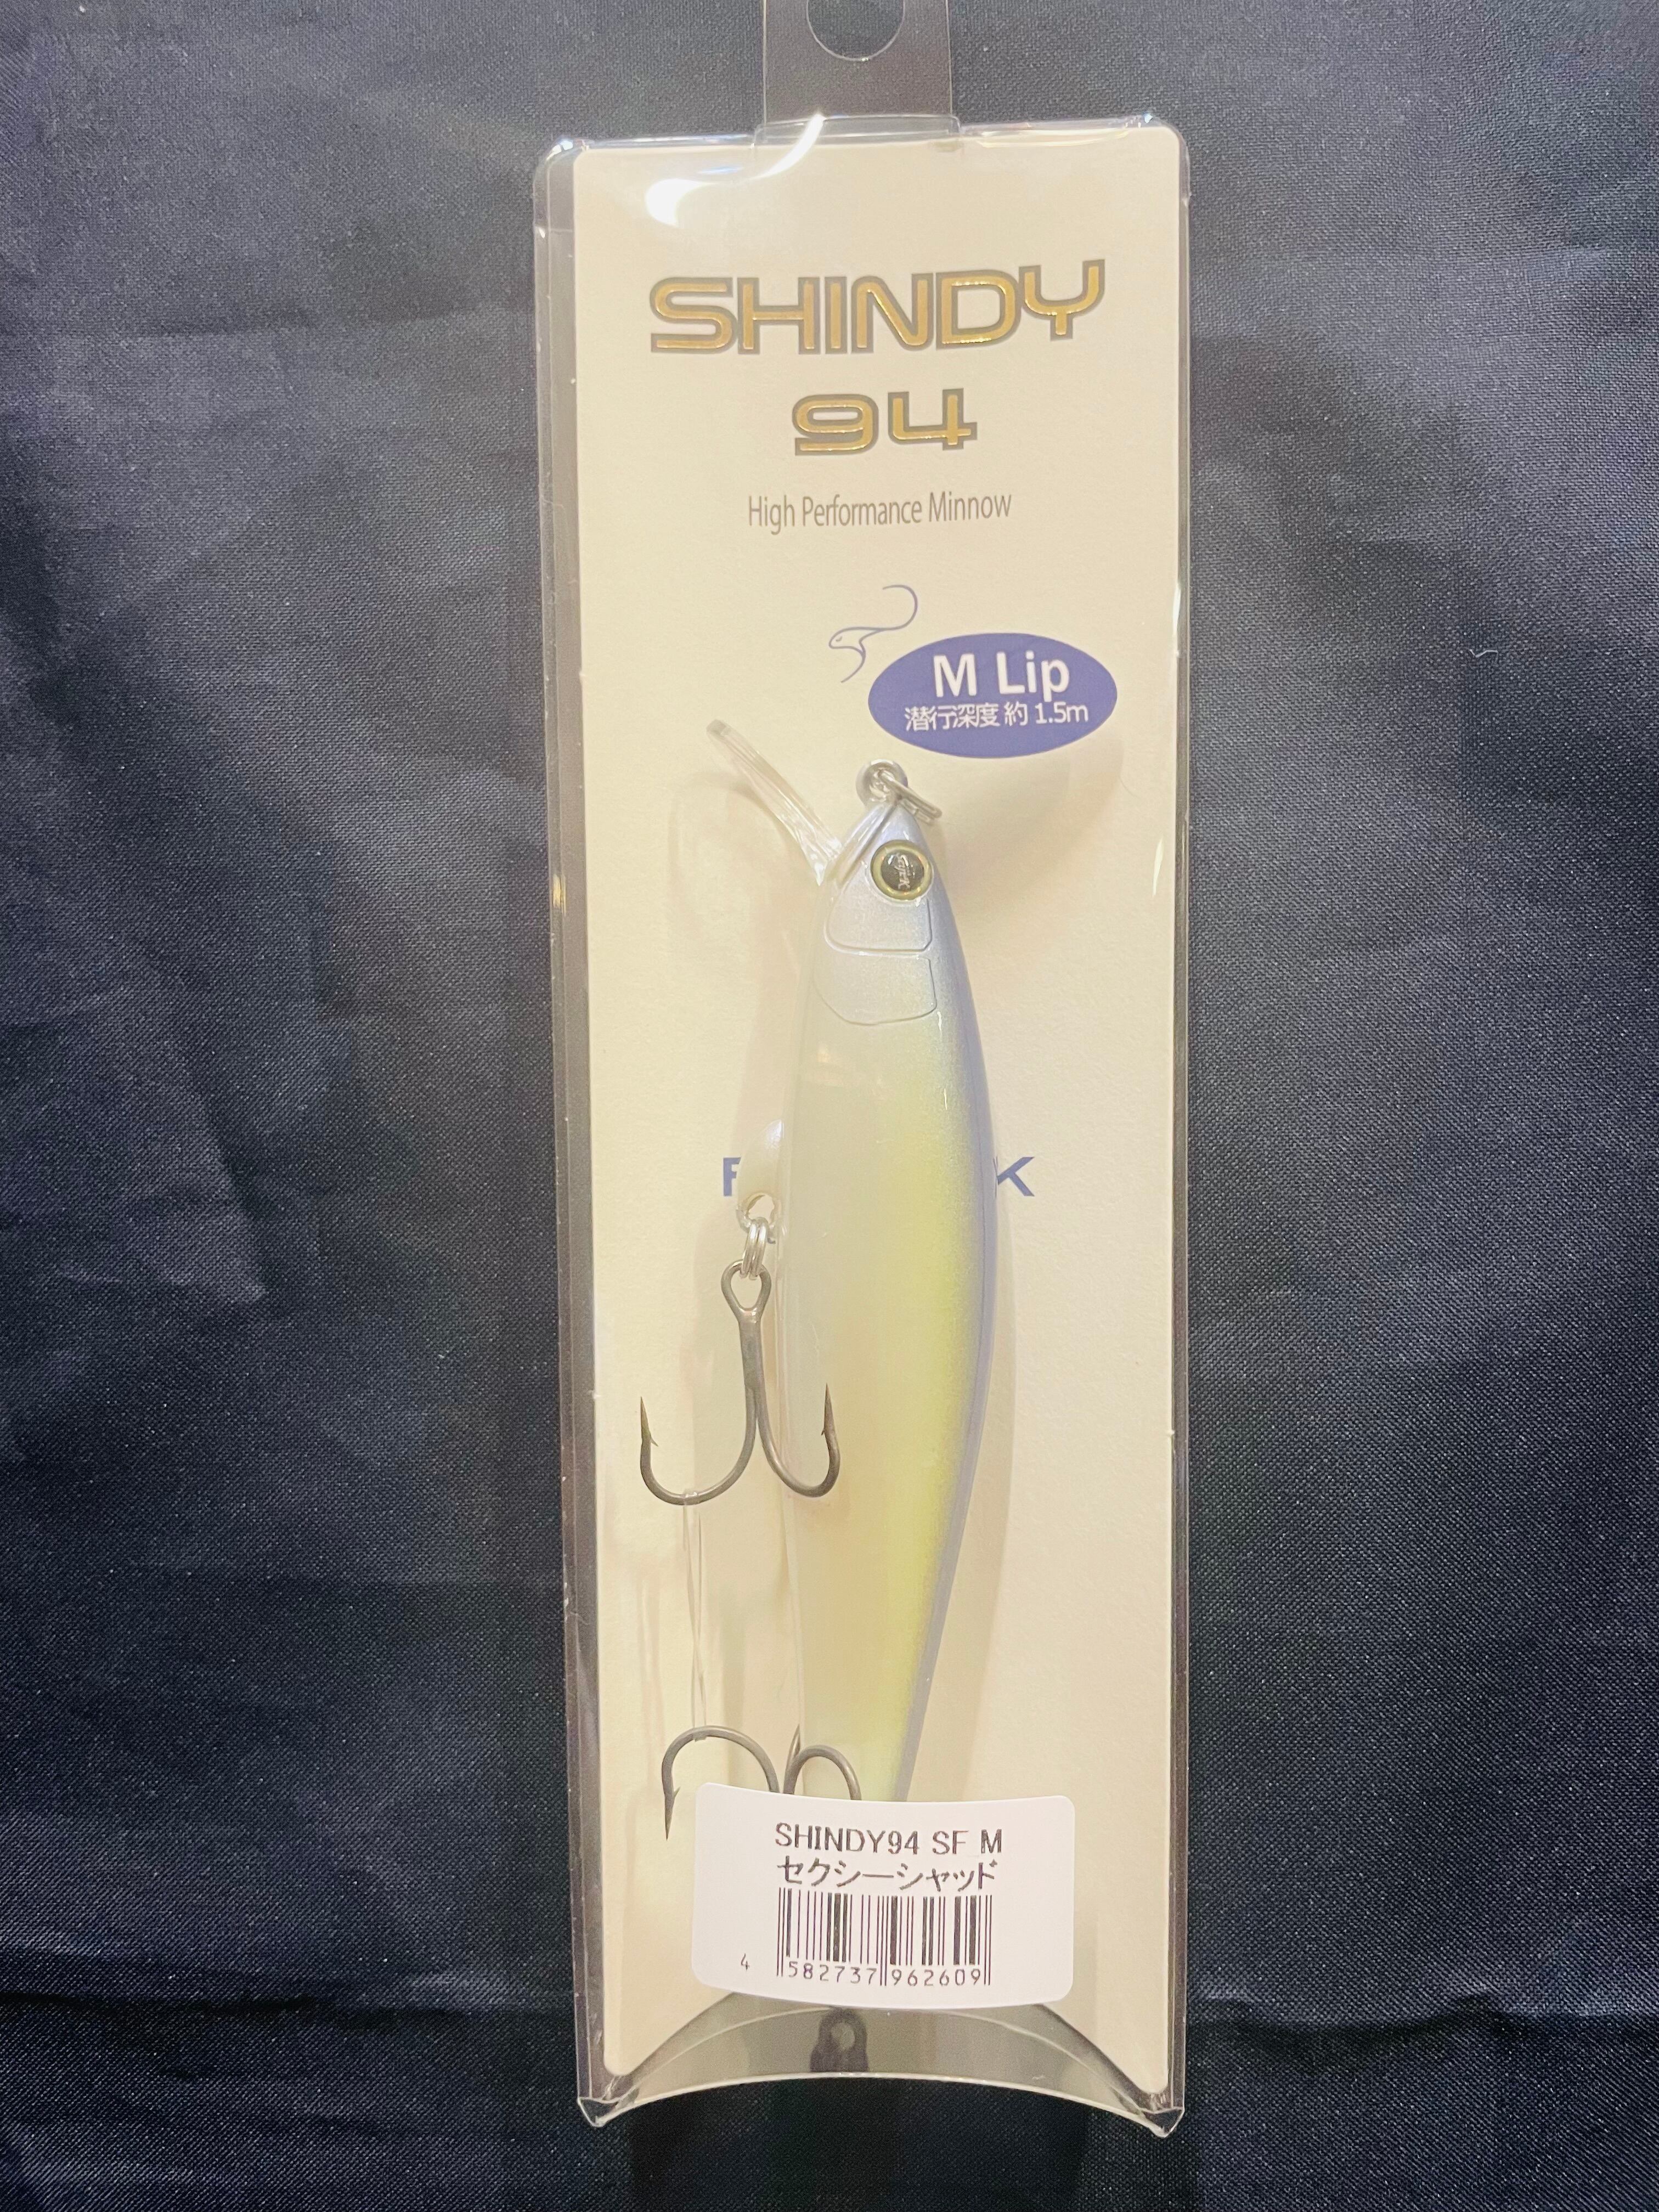 SHINDY
94
High Performance Minnow
M Lip
潜行深度 約 1.5m
K
SHINDY94 SF M
セクシーシャッド
4 582737 962609